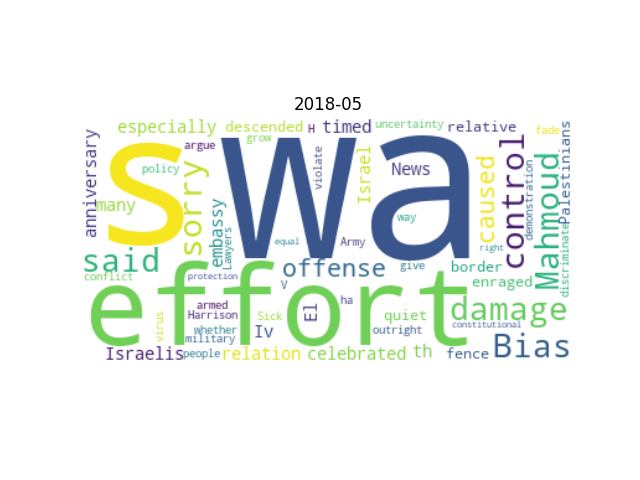 2018-05
especially descended H timed uncertainty relative fade
grow
anniversary argue Palestinians
s wa
policy sorry violate Israel News caused control demonstration Mahmoud
many
embassy way
Lawyers equal Army right discriminate
said offense give border
conflict protection V enraged
effort
armed ha damage
Harrison virus Sick El quiet
whether Iv outright constitutional
military Bias
Israelis people relation celebrated th fence